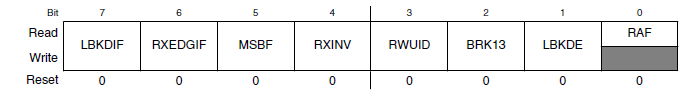 Bit 7 6 5 4 3 2 1 0
Read LBKDIF RXEDGIF MSBF RXINV RWUID BRK13 LBKDE RAF
Write
Reset 0 0 0 0 0 0 0 0